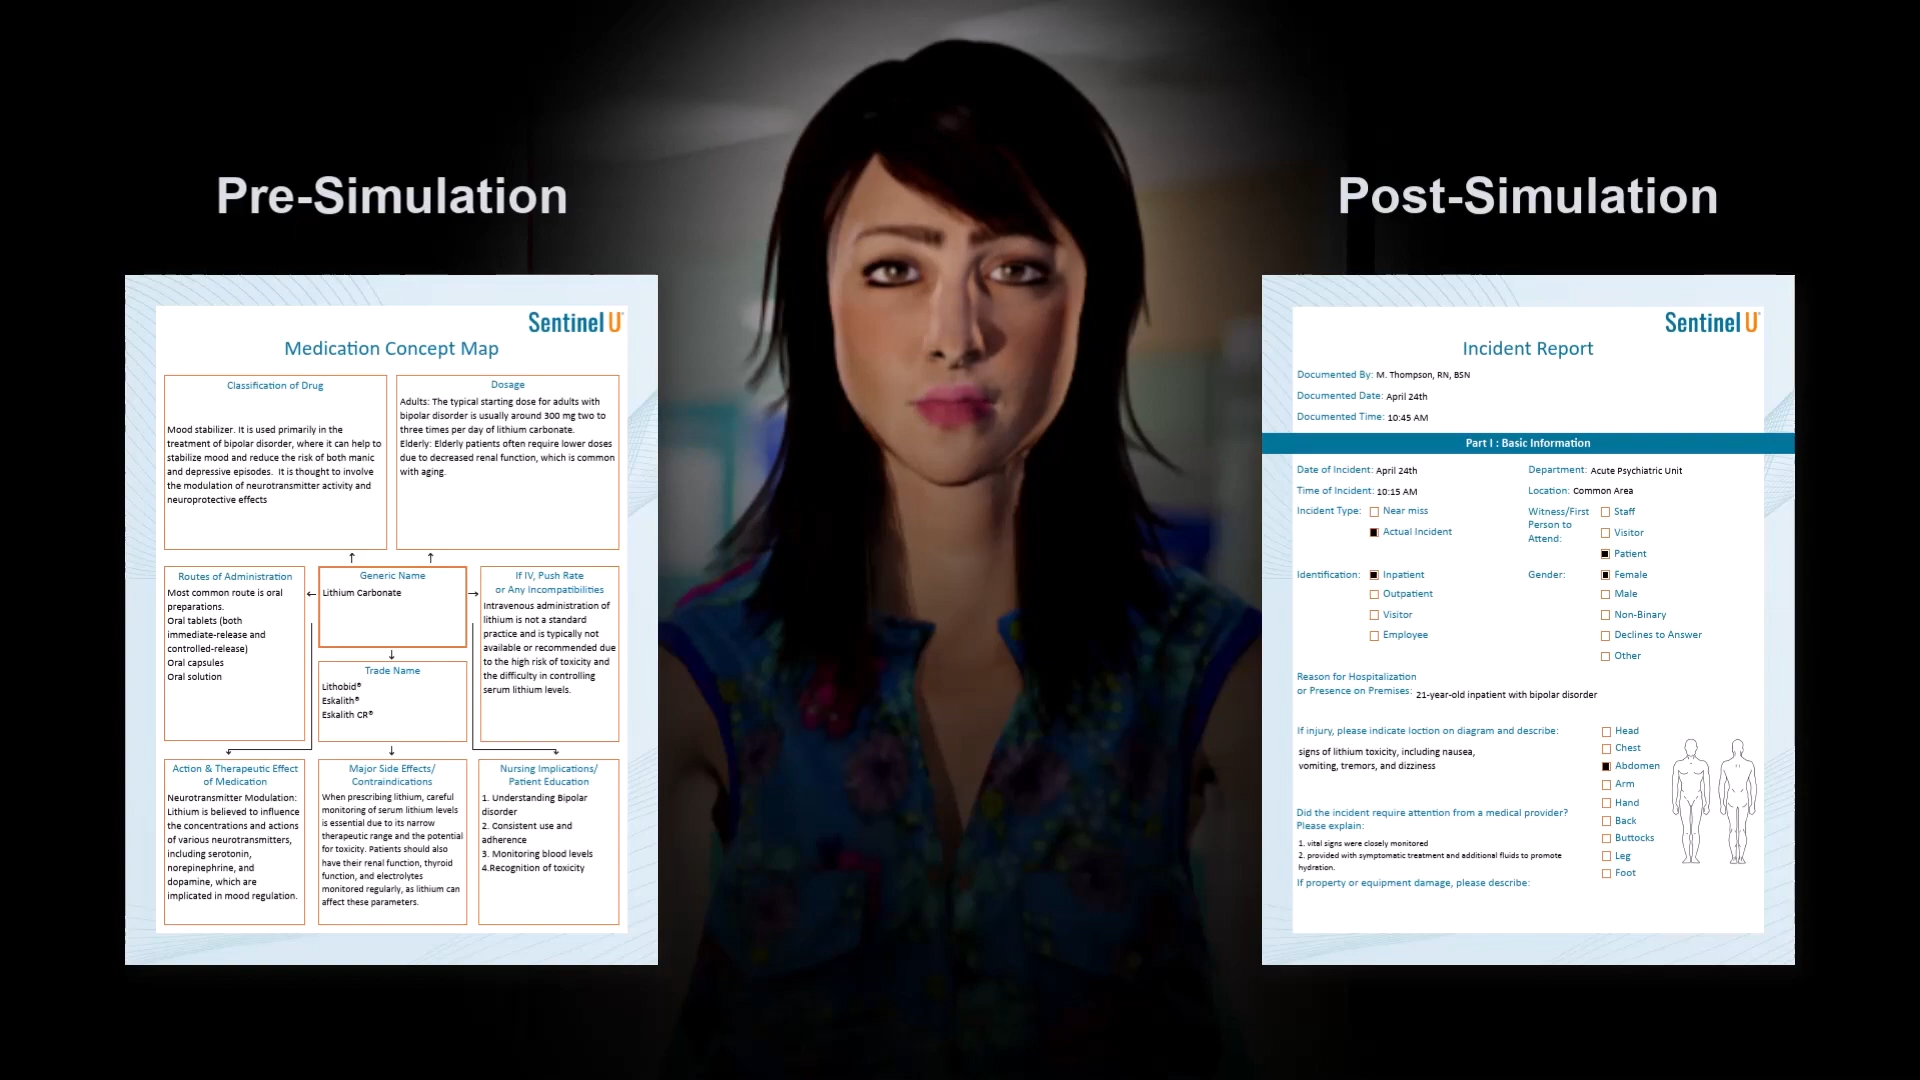 Pre-Simulation
Sentinel U
Medication Concept Map
Classification of Drug
Mood stabilizer. It is used primarily in the
treatment of bipolar disorder, where it can help to
stabilize mood and reduce the risk of both manic
and depressive episodes. It is thought to involve
the modulation of neurotransmitter activity and
neuroprotective effects
Dosage
Adults: The typical starting dose for adults with
bipolar disorder is usually around 300 mg two to
three times per day of lithium carbonate.
Elderly: Elderly patients often require lower doses
due to decreased renal function, which is common
with aging.
Routes of Administration
Most common route is oral
preparations.
Oral tablets (both
immediate-release and
controlled-release)
Oral capsules
Oral solution
Generic Name
Lithium Carbonate
Trade Name
Lithobid®
Eskalith®
Eskalith CR®
If IV, Push Rate
or Any Incompatibilities
Intravenous administration of
lithium is not a standard
practice and is typically not
available or recommended due
to the high risk of toxicity and
the difficulty in controlling
serum lithium levels.
Action & Therapeutic Effect
of Medication
Neurotransmitter Modulation:
Lithium is believed to influence
the concentrations and actions
of various neurotransmitters,
including serotonin,
norepinephrine, and
dopamine, which are
implicated in mood regulation.
Major Side Effects/
Contraindications
When prescribing lithium, careful
monitoring of serum lithium levels
is essential due to its narrow
therapeutic range and the potential
for toxicity. Patients should also
have their renal function, thyroid
function, and electrolytes
monitored regularly, as lithium can
affect these parameters.
Nursing Implications/
Patient Education
1. Understanding Bipolar
disorder
2. Consistent use and
adherence
3. Monitoring blood levels
4.Recognition of toxicity
Post-Simulation
Sentinel U
Incident Report
Documented By: M. Thompson, RN, BSN
Documented Date: April 24th
Documented Time: 10:45 AM
Part I : Basic Information
Date of Incident: April 24th
Time of Incident: 10:15 AM
Incident Type: Near miss
Actual Incident
Identification: Inpatient
Outpatient
Visitor
Employee
Department: Acute Psychiatric Unit
Location: Common Area
Witness/First
Person to
Attend:
Staff
Visitor
Patient
Gender: Female
Male
Non-Binary
Declines to Answer
Other
Reason for Hospitalization
or Presence on Premises: 21-year-old inpatient with bipolar disorder
If injury, please indicate loction on diagram and describe:
signs of lithium toxicity, including nausea,
vomiting, tremors, and dizziness
Head
Chest
Abdomen
Arm
Hand
Back
Buttocks
Leg
Foot
Did the incident require attention from a medical provider?
Please explain:
1. vital signs were closely monitored
2. provided with symptomatic treatment and additional fluids to promote
hydration.
If property or equipment damage, please describe: